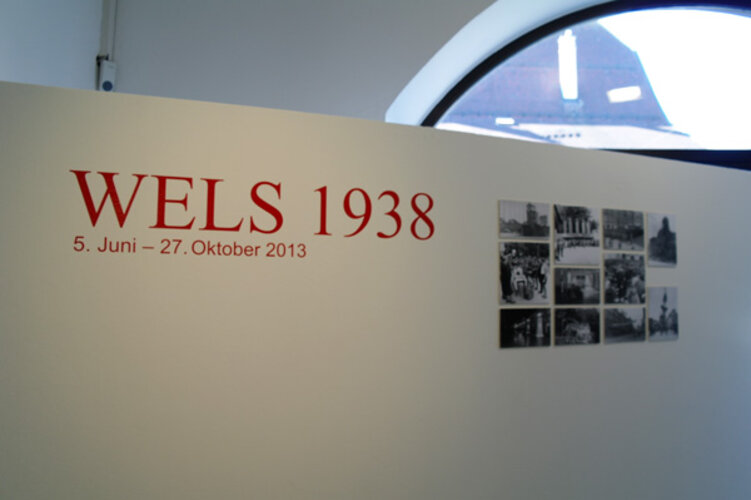 WELS 1938
5. Juni – 27. Oktober 2013